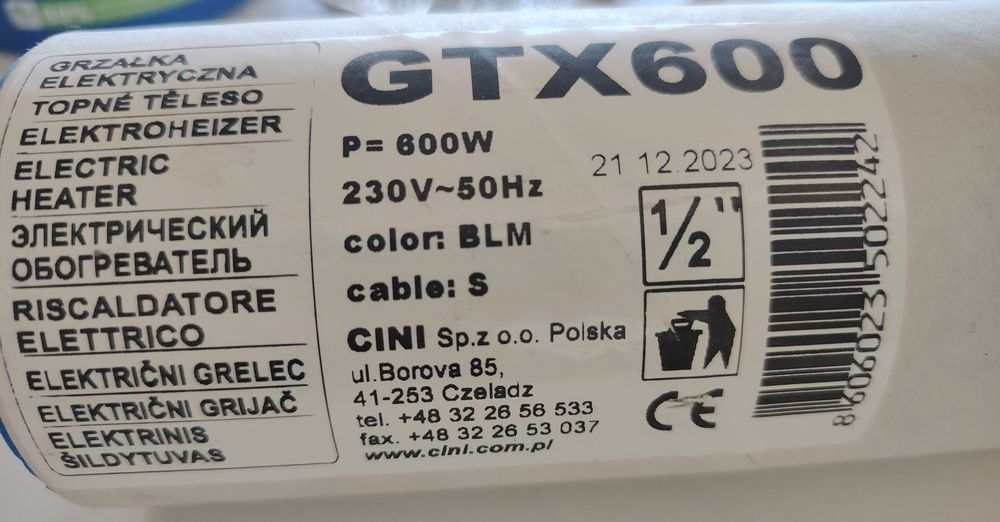 GRZAŁKA
ELEKTRYCZNA
TOPNÉ TĚLESO
ELEKTROHEIZER
ELECTRIC
HEATER
ЭЛЕКТРИЧЕСКИЙ
ОБОГРЕВАТЕЛЬ
RISCALDATORE
ELETTRICO
ELEKTRIČNI GRELEC
ELEKTRIČNI GRIJAČ
ELEKTRINIS
ŠILDYTUVAS
GTX600
P= 600W
230V~50Hz
color: BLM
cable: S
CINI Sp.z o.o. Polska
ul.Borova 85,
41-253 Czeladz
tel. +48 32 26 56 533
fax. +48 32 26 53 037
www.cini.com.pl
21.12.2023
1/2"
CE
8606023502242